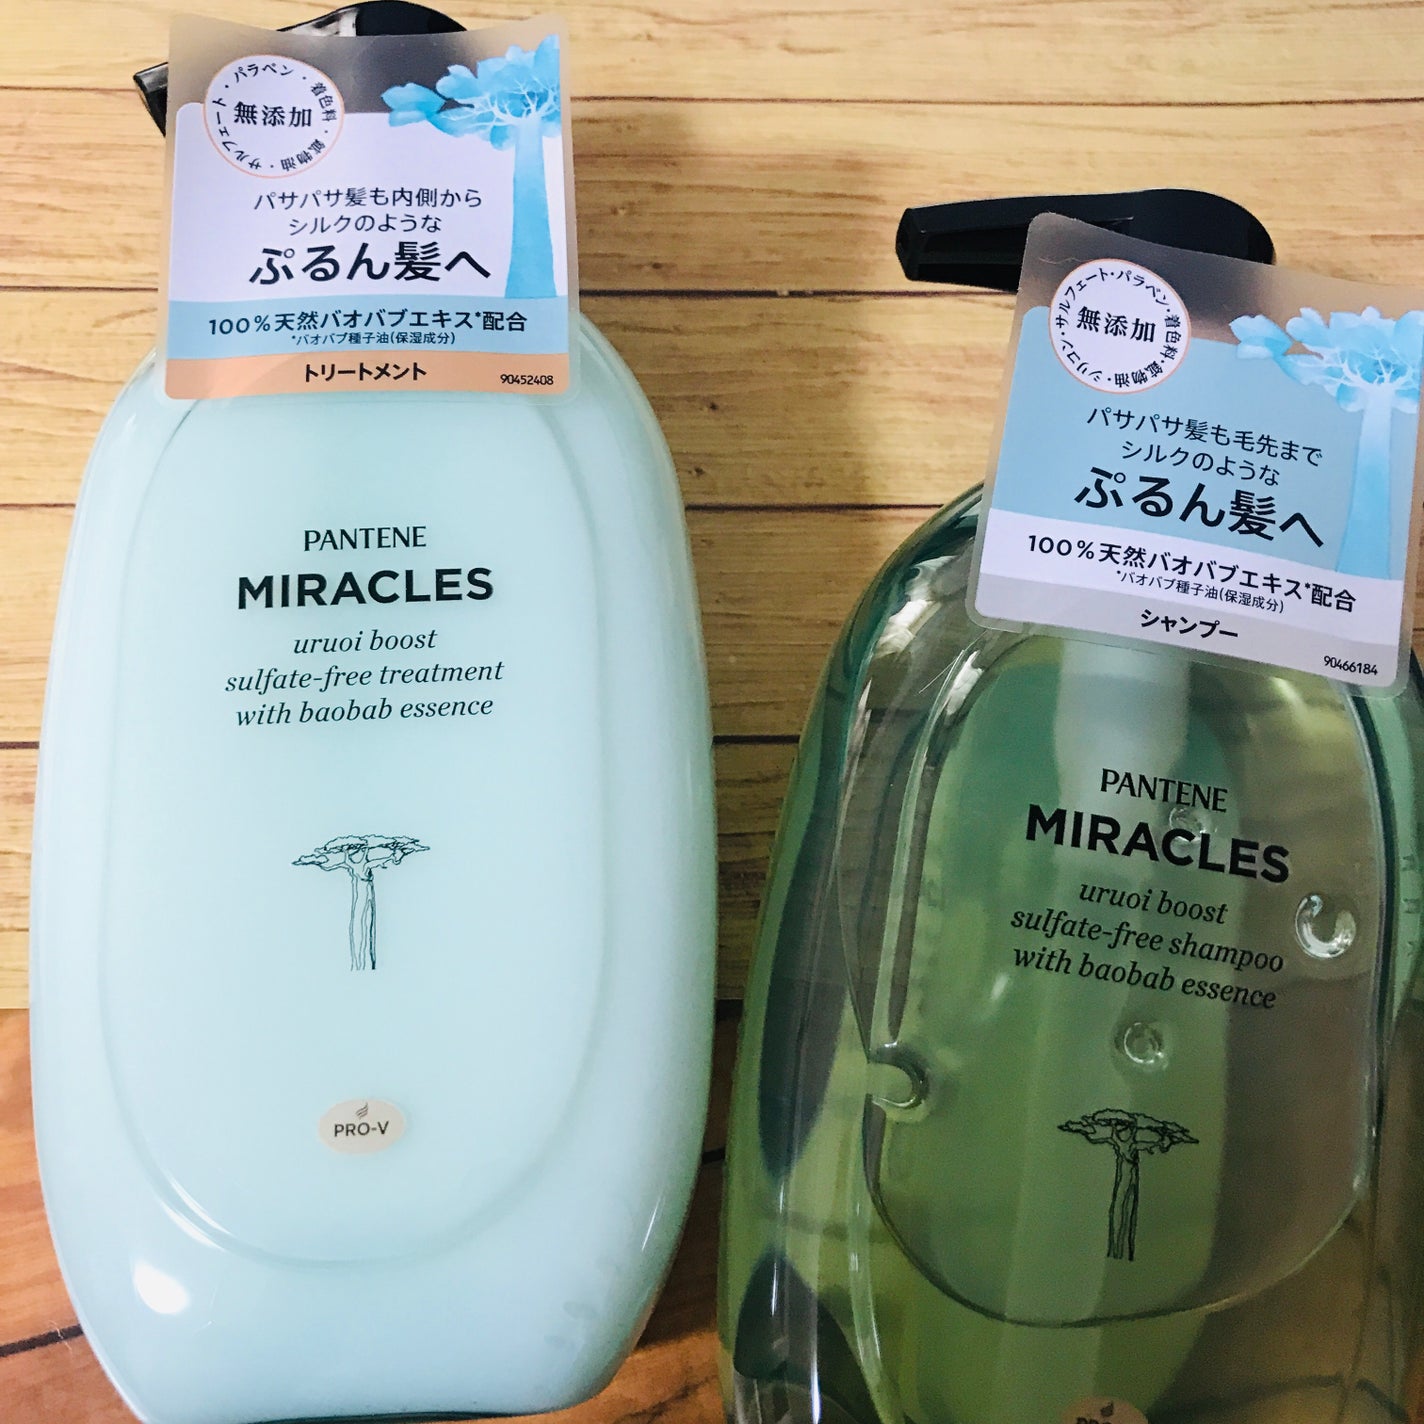 サルフェート・パラベン・着色料・鉱物油・
無添加
パサパサ髪も内側から
シルクのような
ぷるん髪へ
100%天然バオバブエキス*配合
*バオバブ種子油(保湿成分)
トリートメント
90452408
PANTENE
MIRACLES
uruoi boost
sulfate-free treatment
with baobab essence
PRO-V
サルフェート・パラベン・着色料・鉱物油・シリコン・
無添加
パサパサ髪も毛先まで
シルクのような
ぷるん髪へ
100%天然バオバブエキス*配合
*バオバブ種子油(保湿成分)
シャンプー
90466184
PANTENE
MIRACLES
uruoi boost
sulfate-free shampoo
with baobab essence